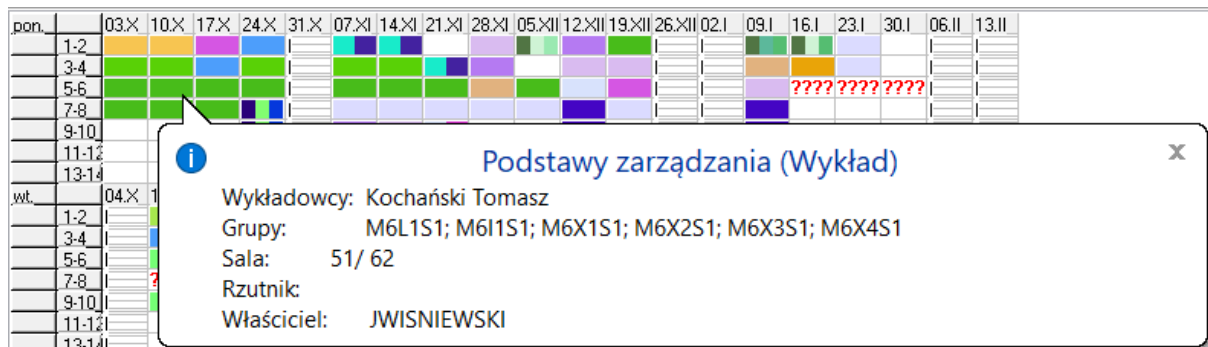 pon. 03.X 10.X 17.X 24.X 31.X 07.XI 14.XI 21.XI 28.XI 05.XII 12.XII 19.XII 26.XII 02.I 09.I 16.I 23.I 30.I 06.II 13.II
1-2
3-4
5-6 ???? ???? ????
7-8
9-10
11-12
13-14
Podstawy zarządzania (Wykład) x
Wykładowcy: Kochański Tomasz
Grupy: M6L1S1; M6I1S1; M6X1S1; M6X2S1; M6X3S1; M6X4S1
Sala: 51/ 62
Rzutnik:
Właściciel: JWISNIEWSKI
wt. 04.X 1
1-2
3-4
5-6
7-8 ?
9-10
11-12
13-14